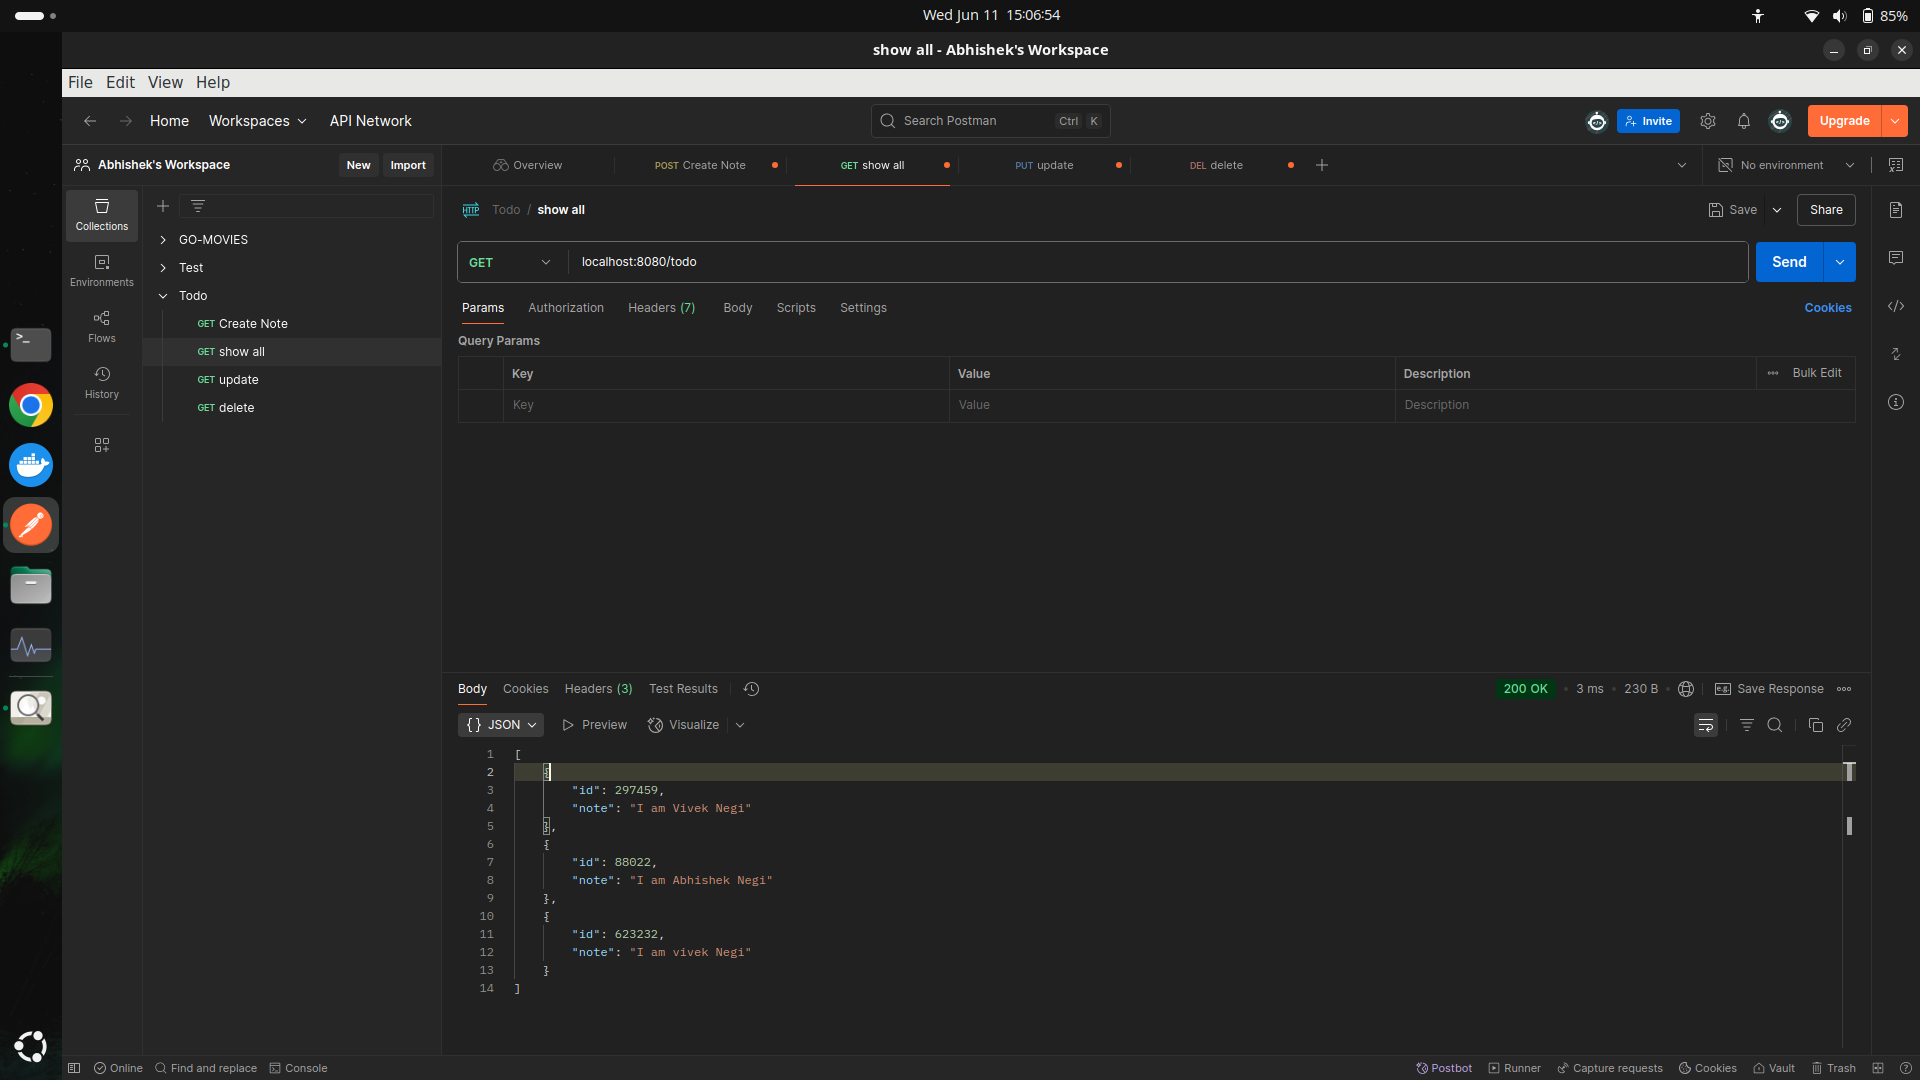 Wed Jun 11 15:06:54
85%
show all - Abhishek's Workspace
File Edit View Help
Home Workspaces API Network
Search Postman Ctrl K
Invite
Upgrade
Abhishek's Workspace New Import
Overview
POST Create Note
GET show all
PUT update
DEL delete
No environment
Collections
Environments
Flows
History
GO-MOVIES
Test
Todo
GET Create Note
GET show all
GET update
GET delete
HTTP Todo / show all
Save Share
GET localhost:8080/todo Send
Params Authorization Headers (7) Body Scripts Settings Cookies
Query Params
Key Value Description Bulk Edit
Key Value Description
Body Cookies Headers (3) Test Results
200 OK • 3 ms • 230 B • e.g. Save Response
{} JSON Preview Visualize
1 [
2 {
3 "id": 297459,
4 "note": "I am Vivek Negi"
5 },
6 {
7 "id": 88022,
8 "note": "I am Abhishek Negi"
9 },
10 {
11 "id": 623232,
12 "note": "I am vivek Negi"
13 }
14 ]
Online Find and replace Console
Postbot Runner Capture requests Cookies Vault Trash